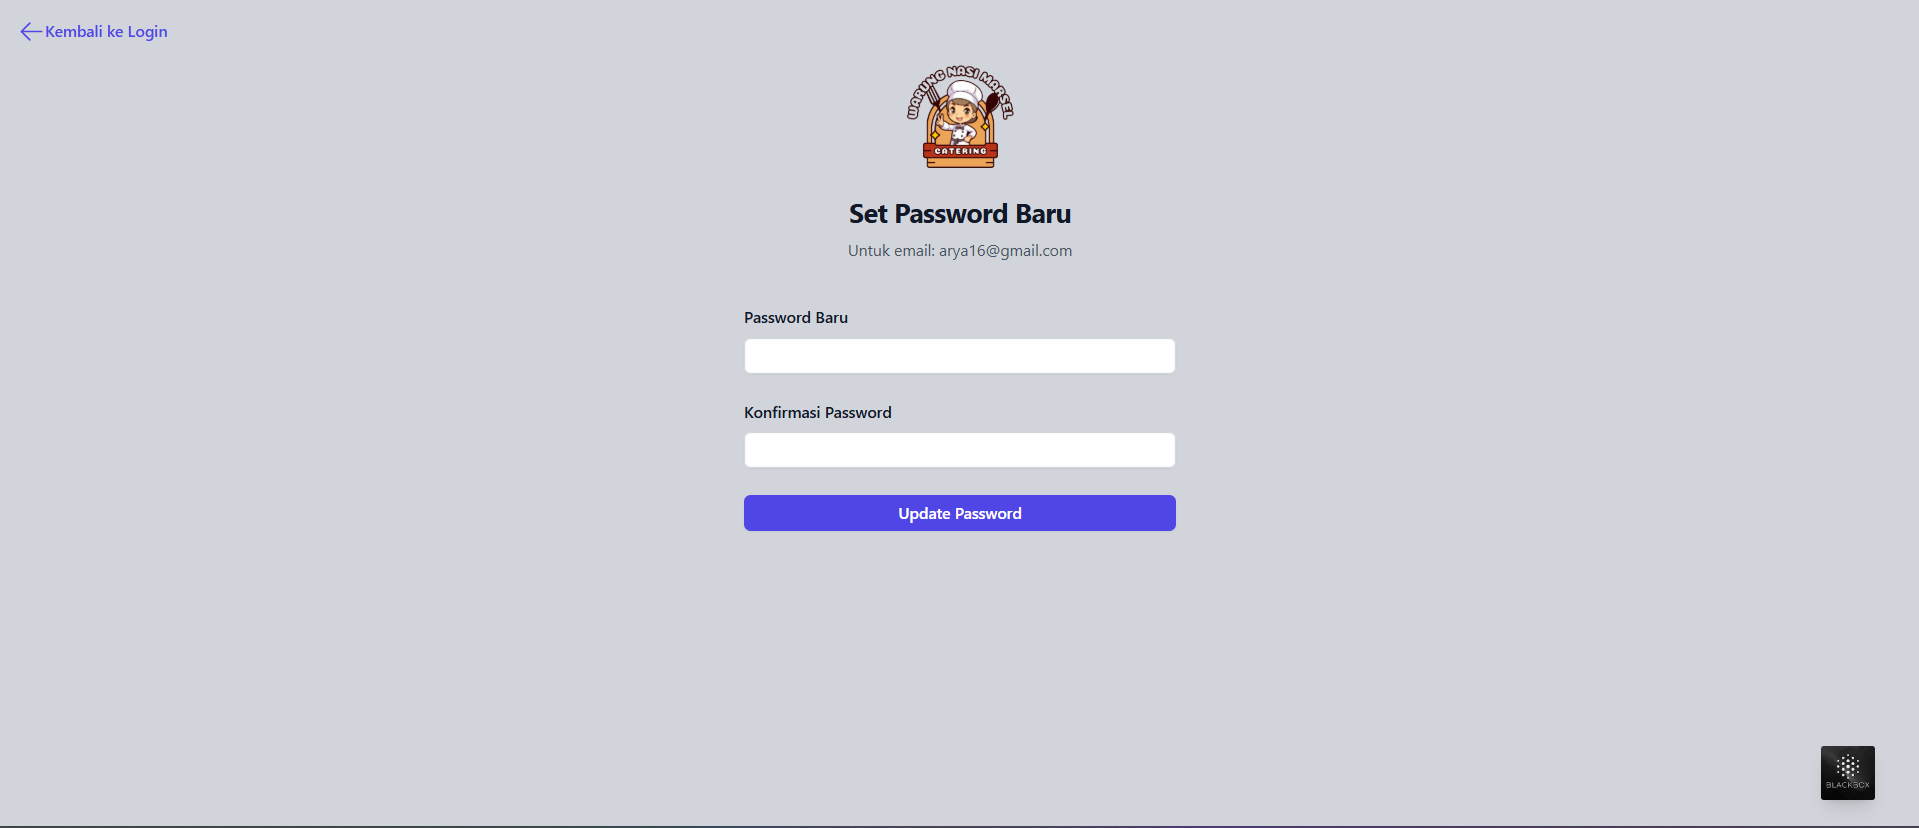 Kembali ke Login
WARUNG NASI MARSEL
CATERING
Set Password Baru
Untuk email: arya16@gmail.com
Password Baru
Konfirmasi Password
Update Password
BLACKBOX